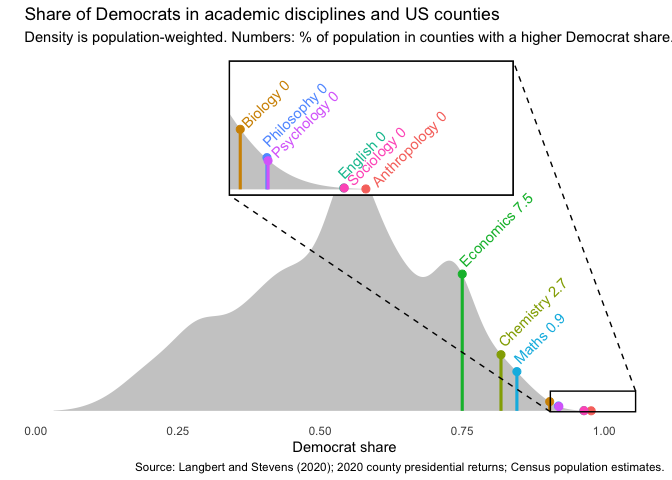 Share of Democrats in academic disciplines and US counties
Density is population-weighted. Numbers: % of population in counties with a higher Democrat share.
Biology 0
Philosophy 0
Psychology 0
English 0
Sociology 0
Anthropology 0
Economics 7.5
Chemistry 2.7
Maths 0.9
0.00 0.25 0.50 0.75 1.00
Democrat share
Source: Langbert and Stevens (2020); 2020 county presidential returns; Census population estimates.